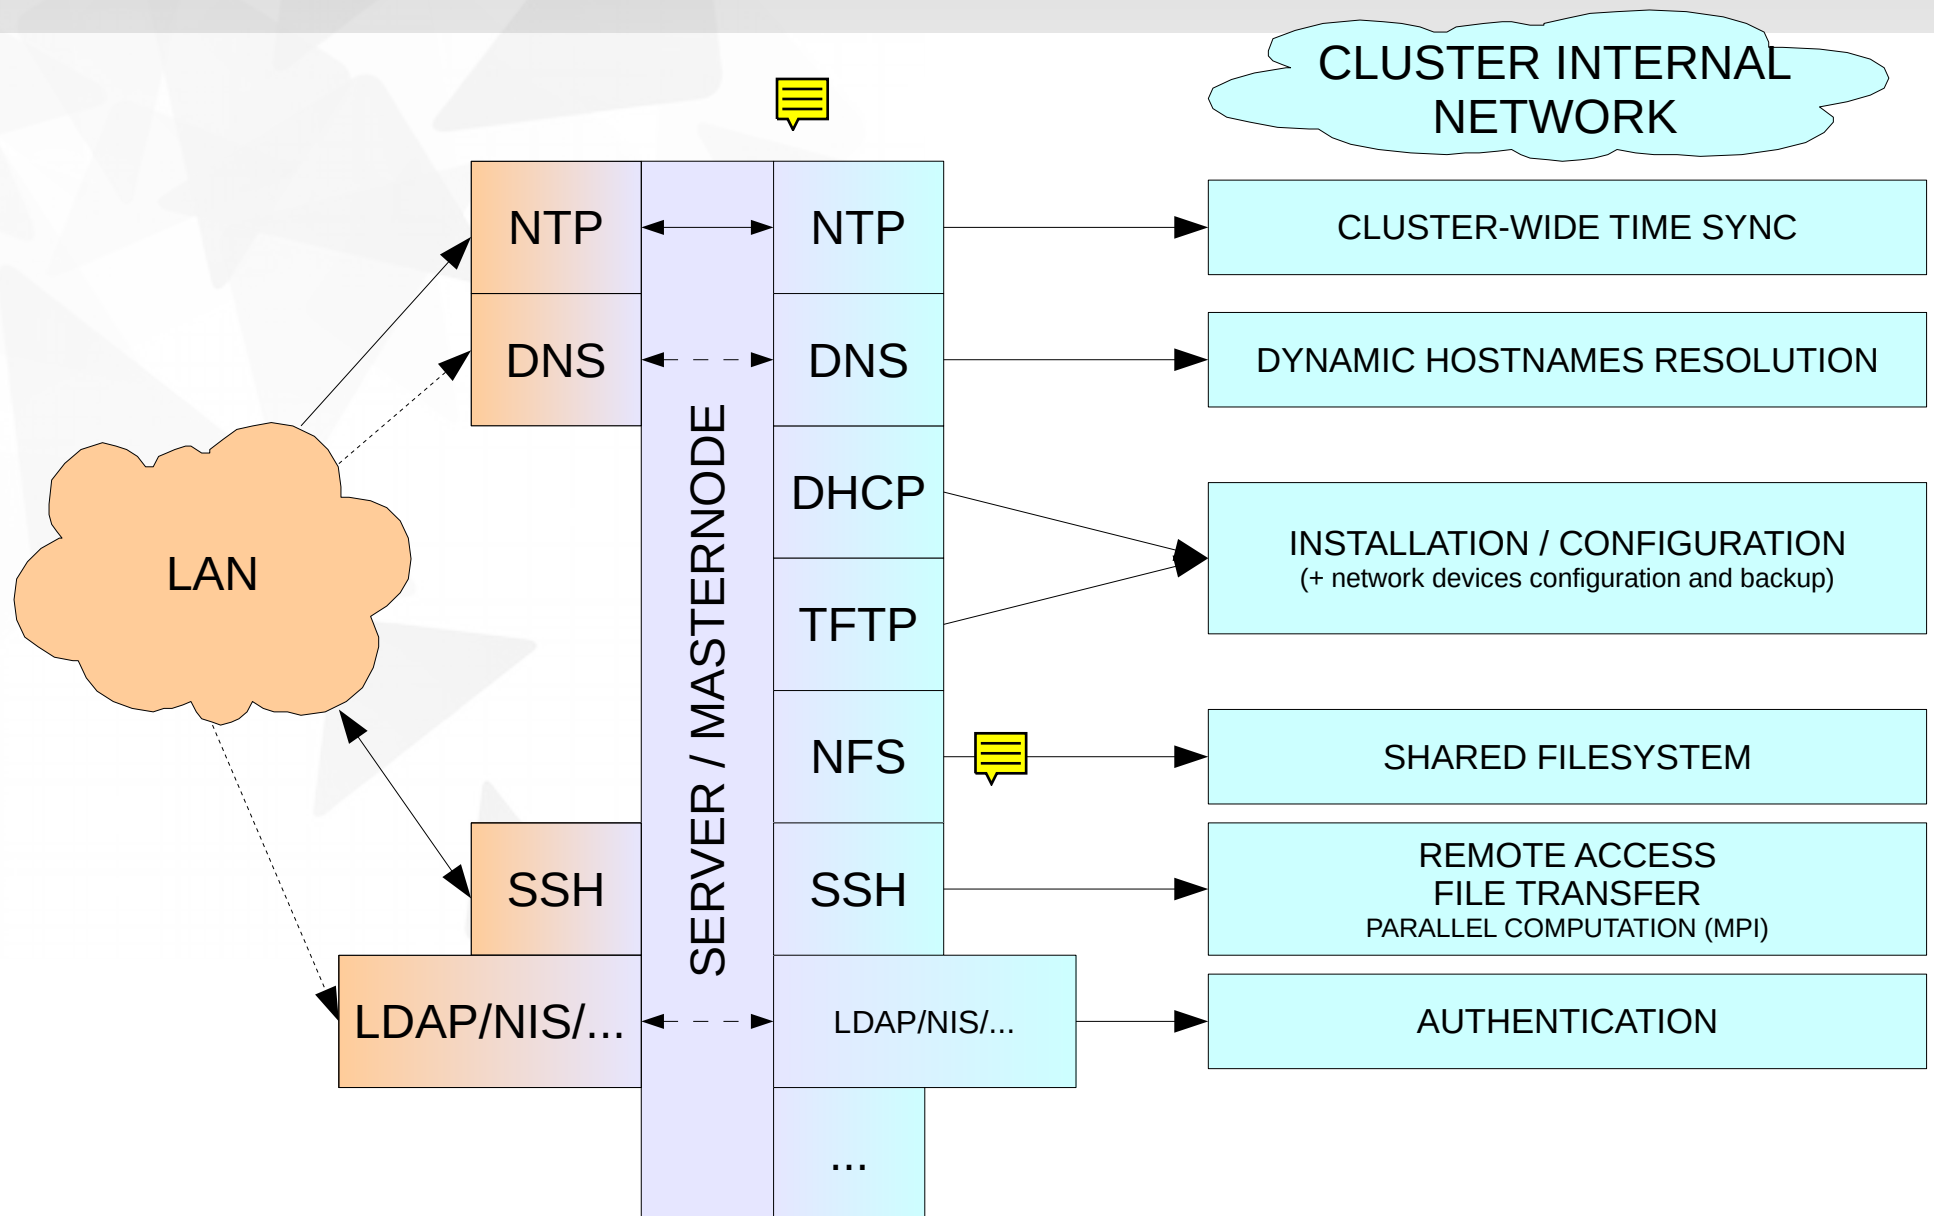 CLUSTER INTERNAL
NETWORK
NTP
NTP
CLUSTER-WIDE TIME SYNC
DNS
DNS
DYNAMIC HOSTNAMES RESOLUTION
SERVER / MASTERNODE
DHCP
INSTALLATION / CONFIGURATION
(+ network devices configuration and backup)
LAN
TFTP
NFS
SHARED FILESYSTEM
SSH
SSH
REMOTE ACCESS
FILE TRANSFER
PARALLEL COMPUTATION (MPI)
LDAP/NIS/...
LDAP/NIS/...
AUTHENTICATION
...